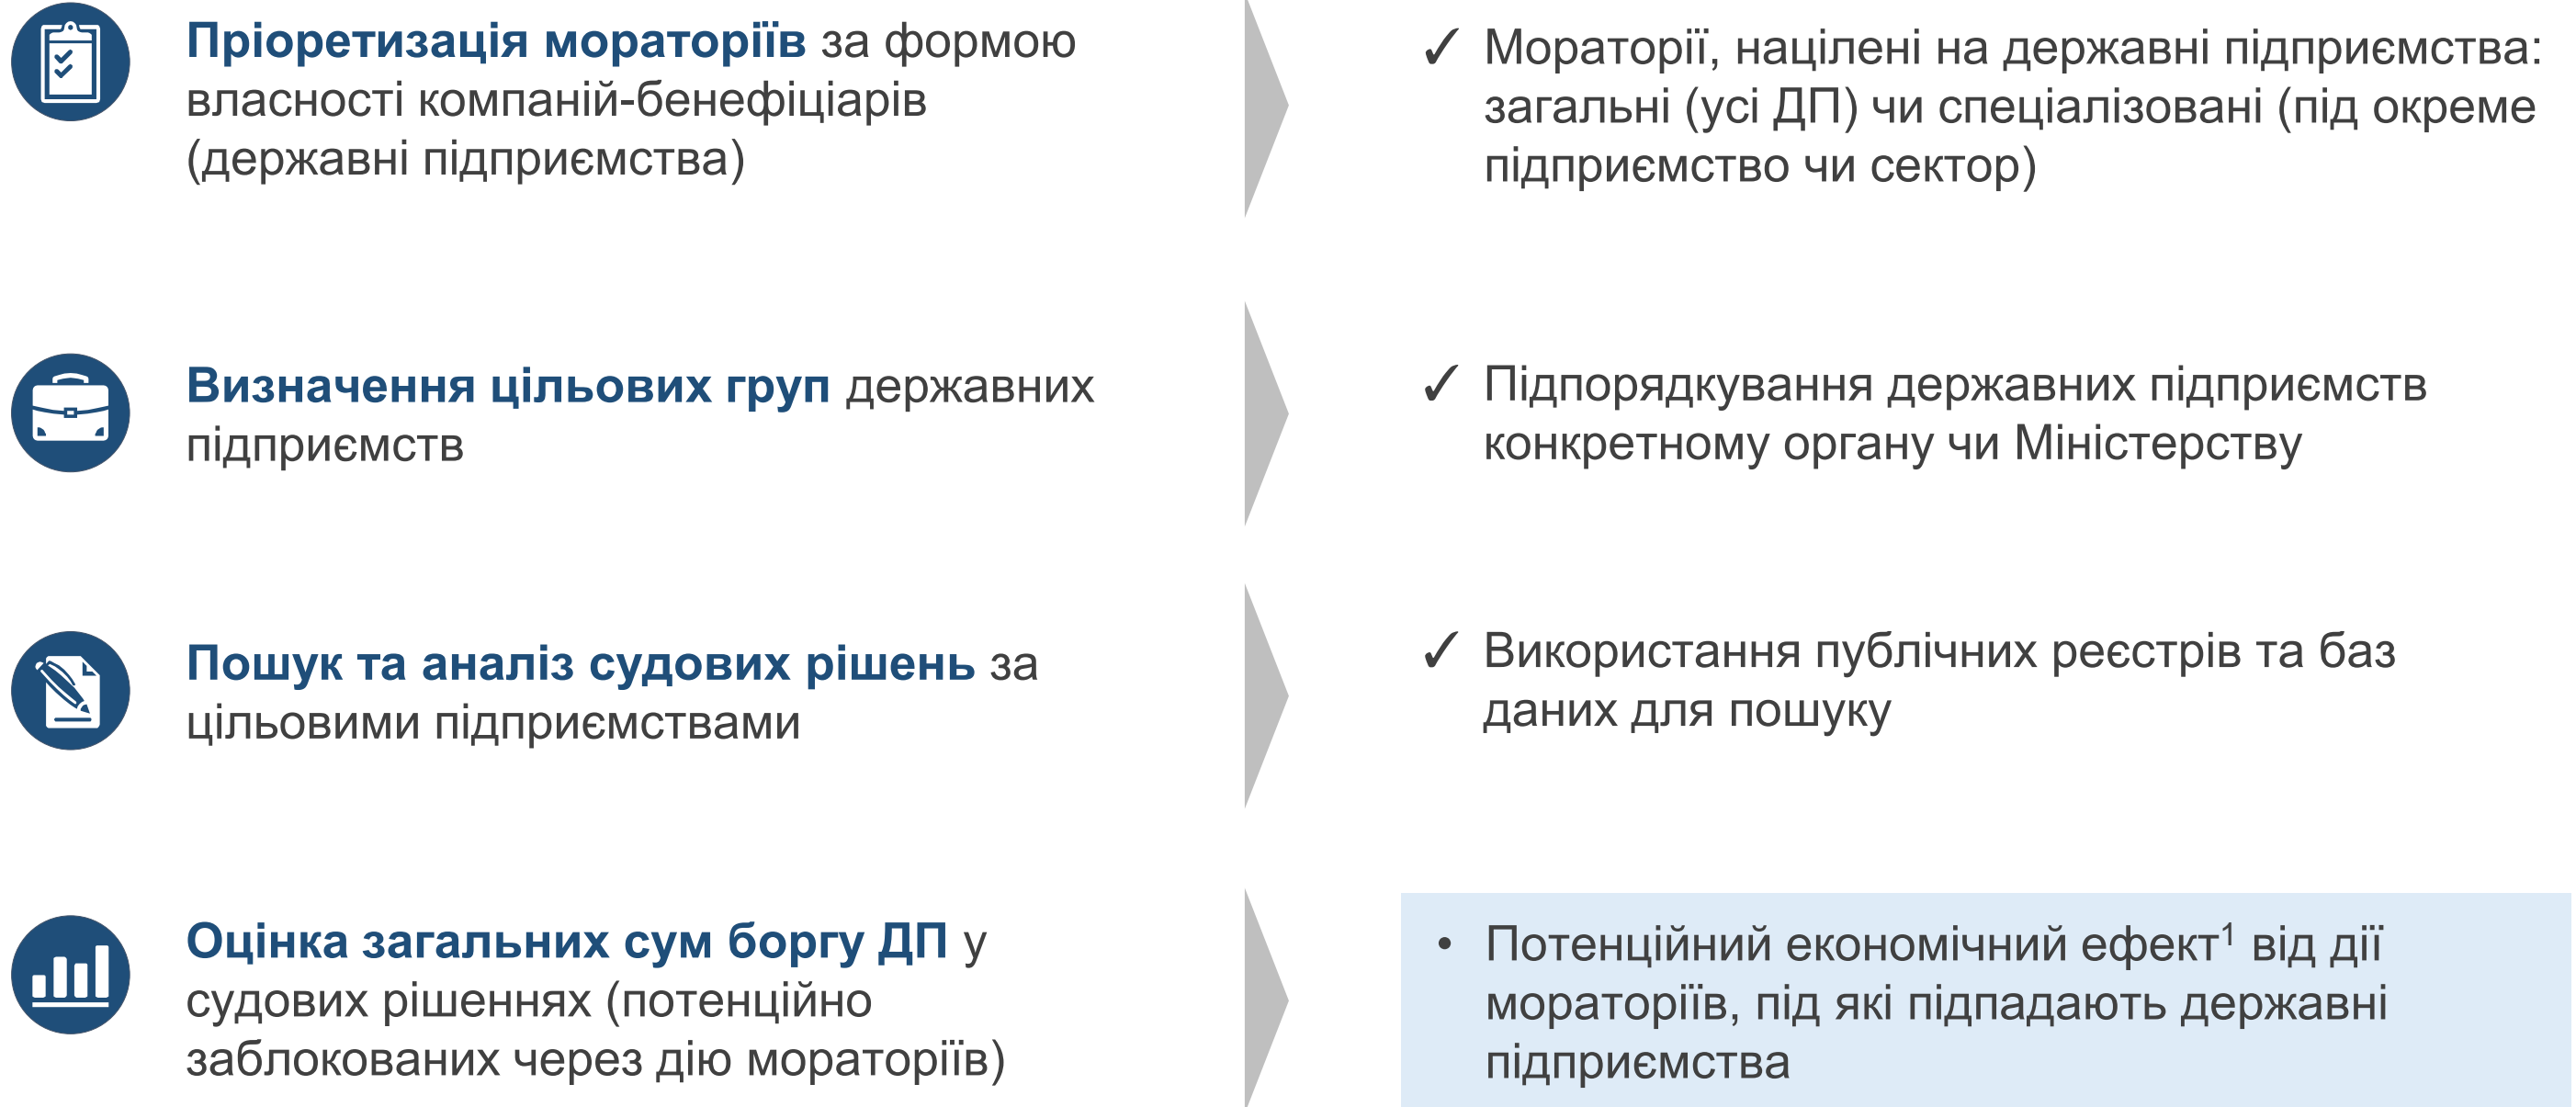 Пріоретизація мораторіїв за формою
власності компаній-бенефіціарів
(державні підприємства)
✓ Мораторії, націлені на державні підприємства:
загальні (усі ДП) чи спеціалізовані (під окреме
підприємство чи сектор)
Визначення цільових груп державних
підприємств
✓ Підпорядкування державних підприємств
конкретному органу чи Міністерству
Пошук та аналіз судових рішень за
цільовими підприємствами
✓ Використання публічних реєстрів та баз
даних для пошуку
Оцінка загальних сум боргу ДП у
судових рішеннях (потенційно
заблокованих через дію мораторіїв)
• Потенційний економічний ефект¹ від дії
мораторіїв, під які підпадають державні
підприємства